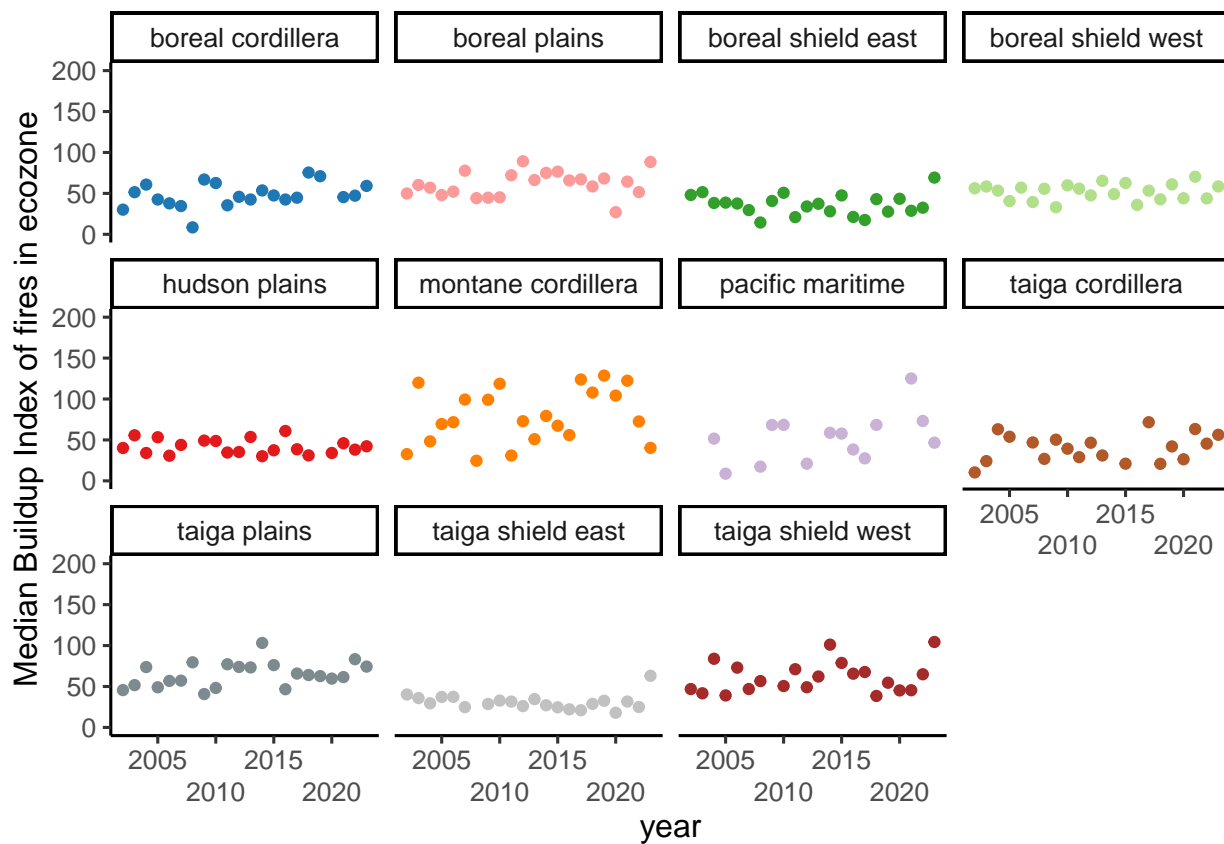 boreal cordillera
boreal plains
boreal shield east
boreal shield west
200
150
100
50
0
hudson plains
montane cordillera
pacific maritime
taiga cordillera
200
150
100
50
0
2005
2015
2010
2020
taiga plains
taiga shield east
taiga shield west
200
150
100
50
0
2005
2015
2005
2015
2005
2015
2010
2020
2010
2020
2010
2020
year
Median Buildup Index of fires in ecozone